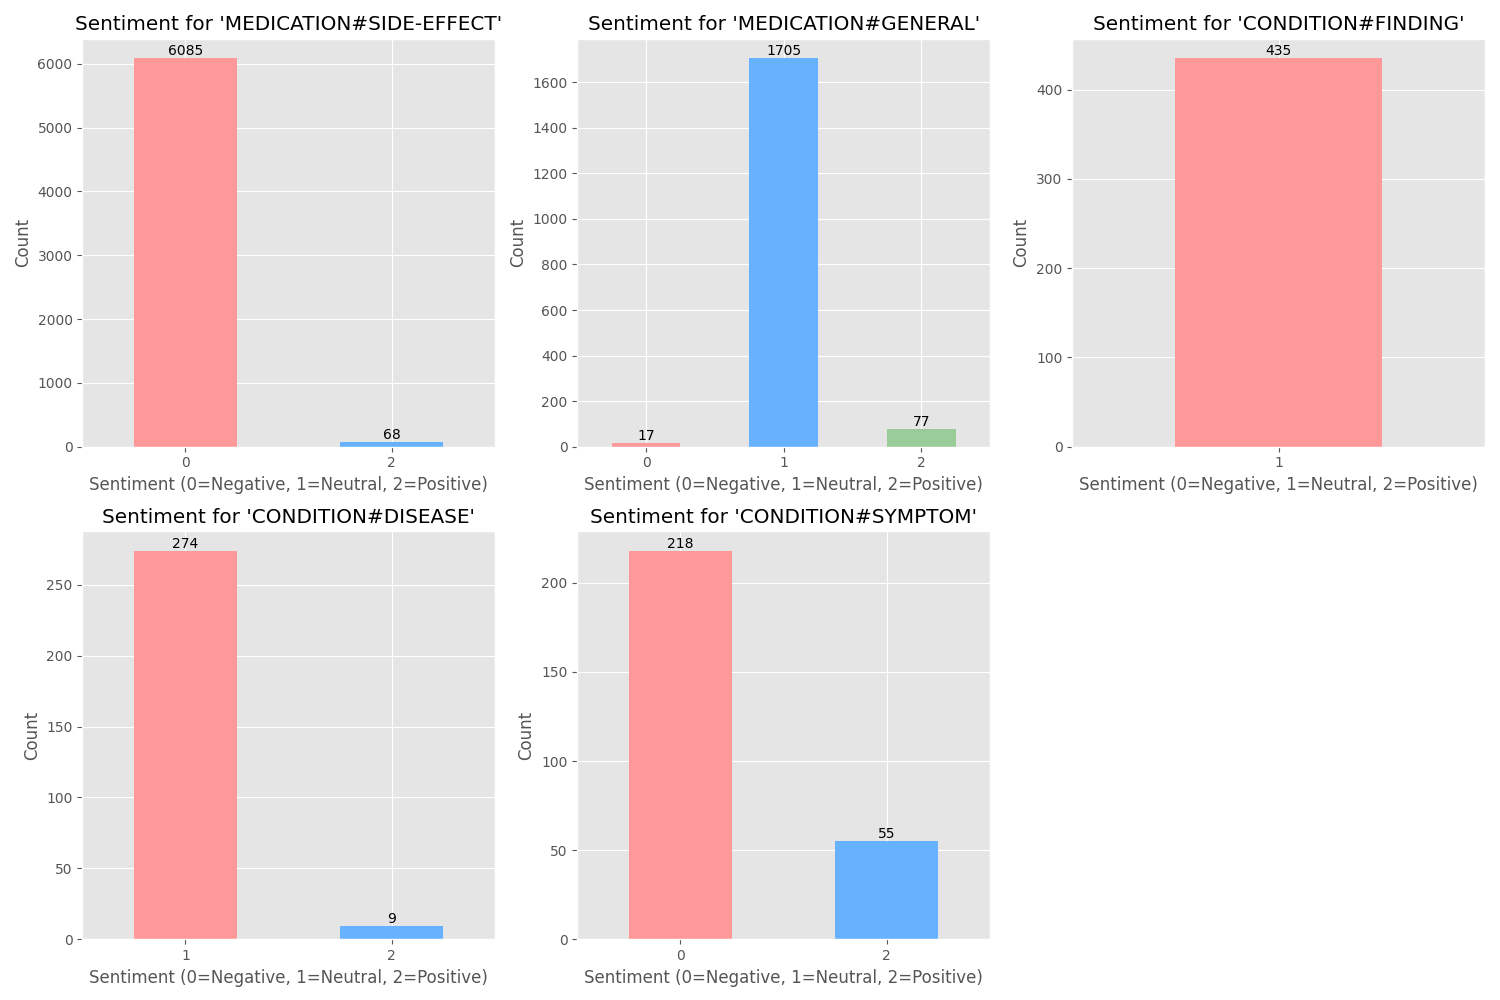 Sentiment for 'MEDICATION#SIDE-EFFECT'
6085
68
6000
5000
4000
3000
2000
1000
0
Count
0 2
Sentiment (0=Negative, 1=Neutral, 2=Positive)
Sentiment for 'MEDICATION#GENERAL'
1705
17
77
1600
1400
1200
1000
800
600
400
200
0
Count
0 1 2
Sentiment (0=Negative, 1=Neutral, 2=Positive)
Sentiment for 'CONDITION#FINDING'
435
400
300
200
100
0
Count
1
Sentiment (0=Negative, 1=Neutral, 2=Positive)
Sentiment for 'CONDITION#DISEASE'
274
9
250
200
150
100
50
0
Count
1 2
Sentiment (0=Negative, 1=Neutral, 2=Positive)
Sentiment for 'CONDITION#SYMPTOM'
218
55
200
150
100
50
0
Count
0 2
Sentiment (0=Negative, 1=Neutral, 2=Positive)